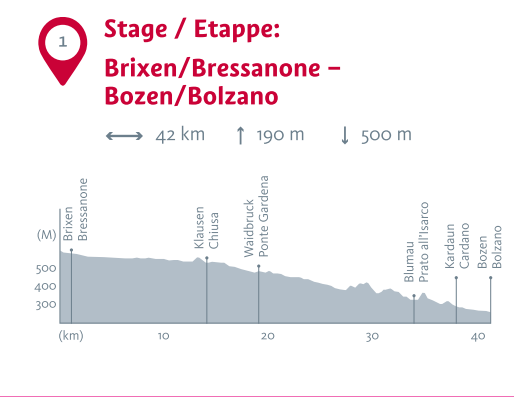 1
Stage / Etappe:
Brixen/Bressanone –
Bozen/Bolzano
42 km
190 m
500 m
(M)
Brixen
Bressanone
Klausen
Chiusa
Waidbruck
Ponte Gardena
Blumau
Prato all'Isarco
Kardaun
Cardano
Bozen
Bolzano
500
400
300
(km)
10
20
30
40